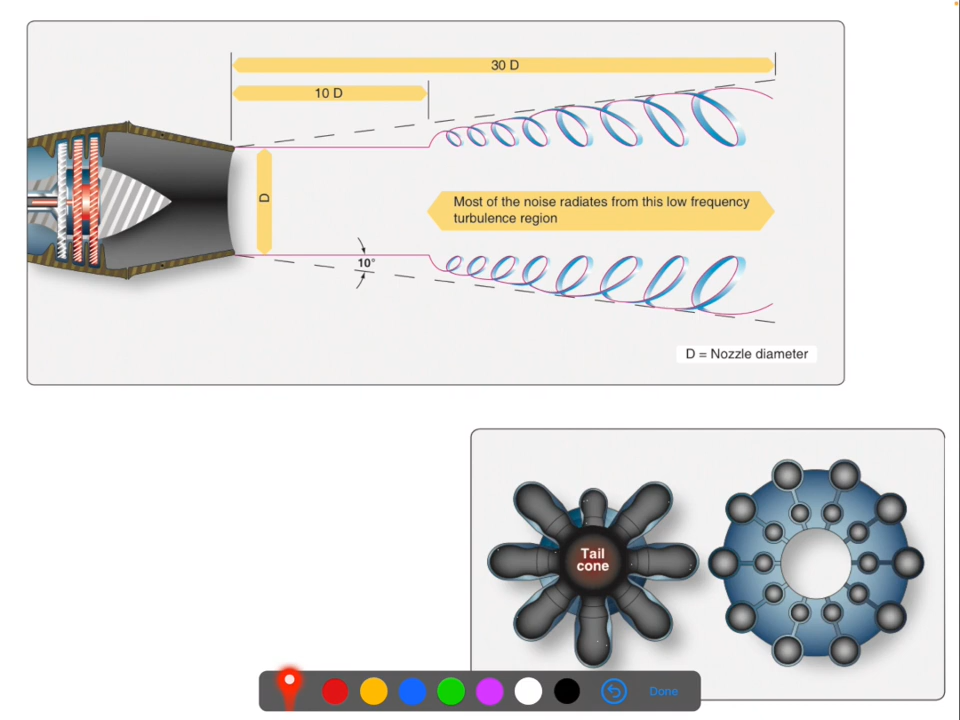 30 D
10 D
D
Most of the noise radiates from this low frequency
turbulence region
10°
D = Nozzle diameter
Tail
cone
Done